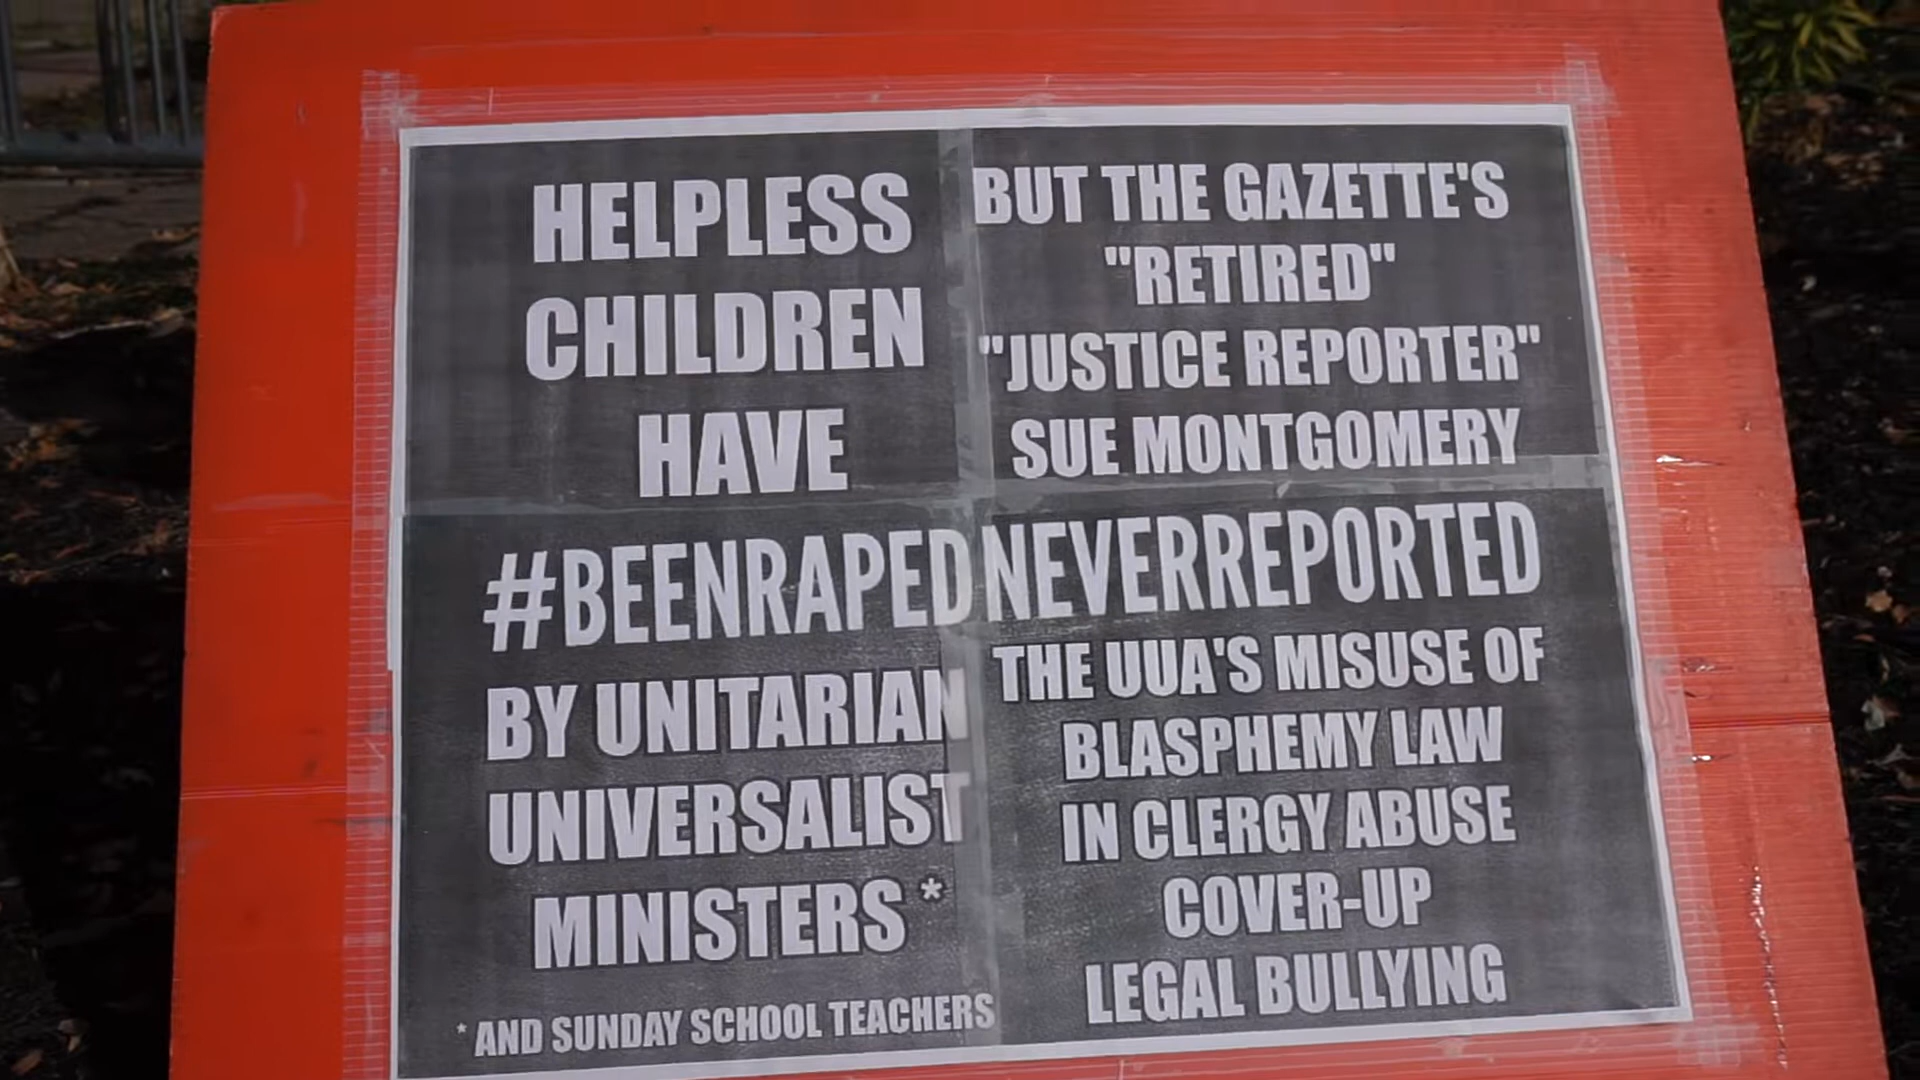 HELPLESS
CHILDREN
HAVE
#BEENRAPED
BY UNITARIAN
UNIVERSALIST
MINISTERS *
* AND SUNDAY SCHOOL TEACHERS
BUT THE GAZETTE'S
"RETIRED"
"JUSTICE REPORTER"
SUE MONTGOMERY
NEVERREPORTED
THE UUA'S MISUSE OF
BLASPHEMY LAW
IN CLERGY ABUSE
COVER-UP
LEGAL BULLYING